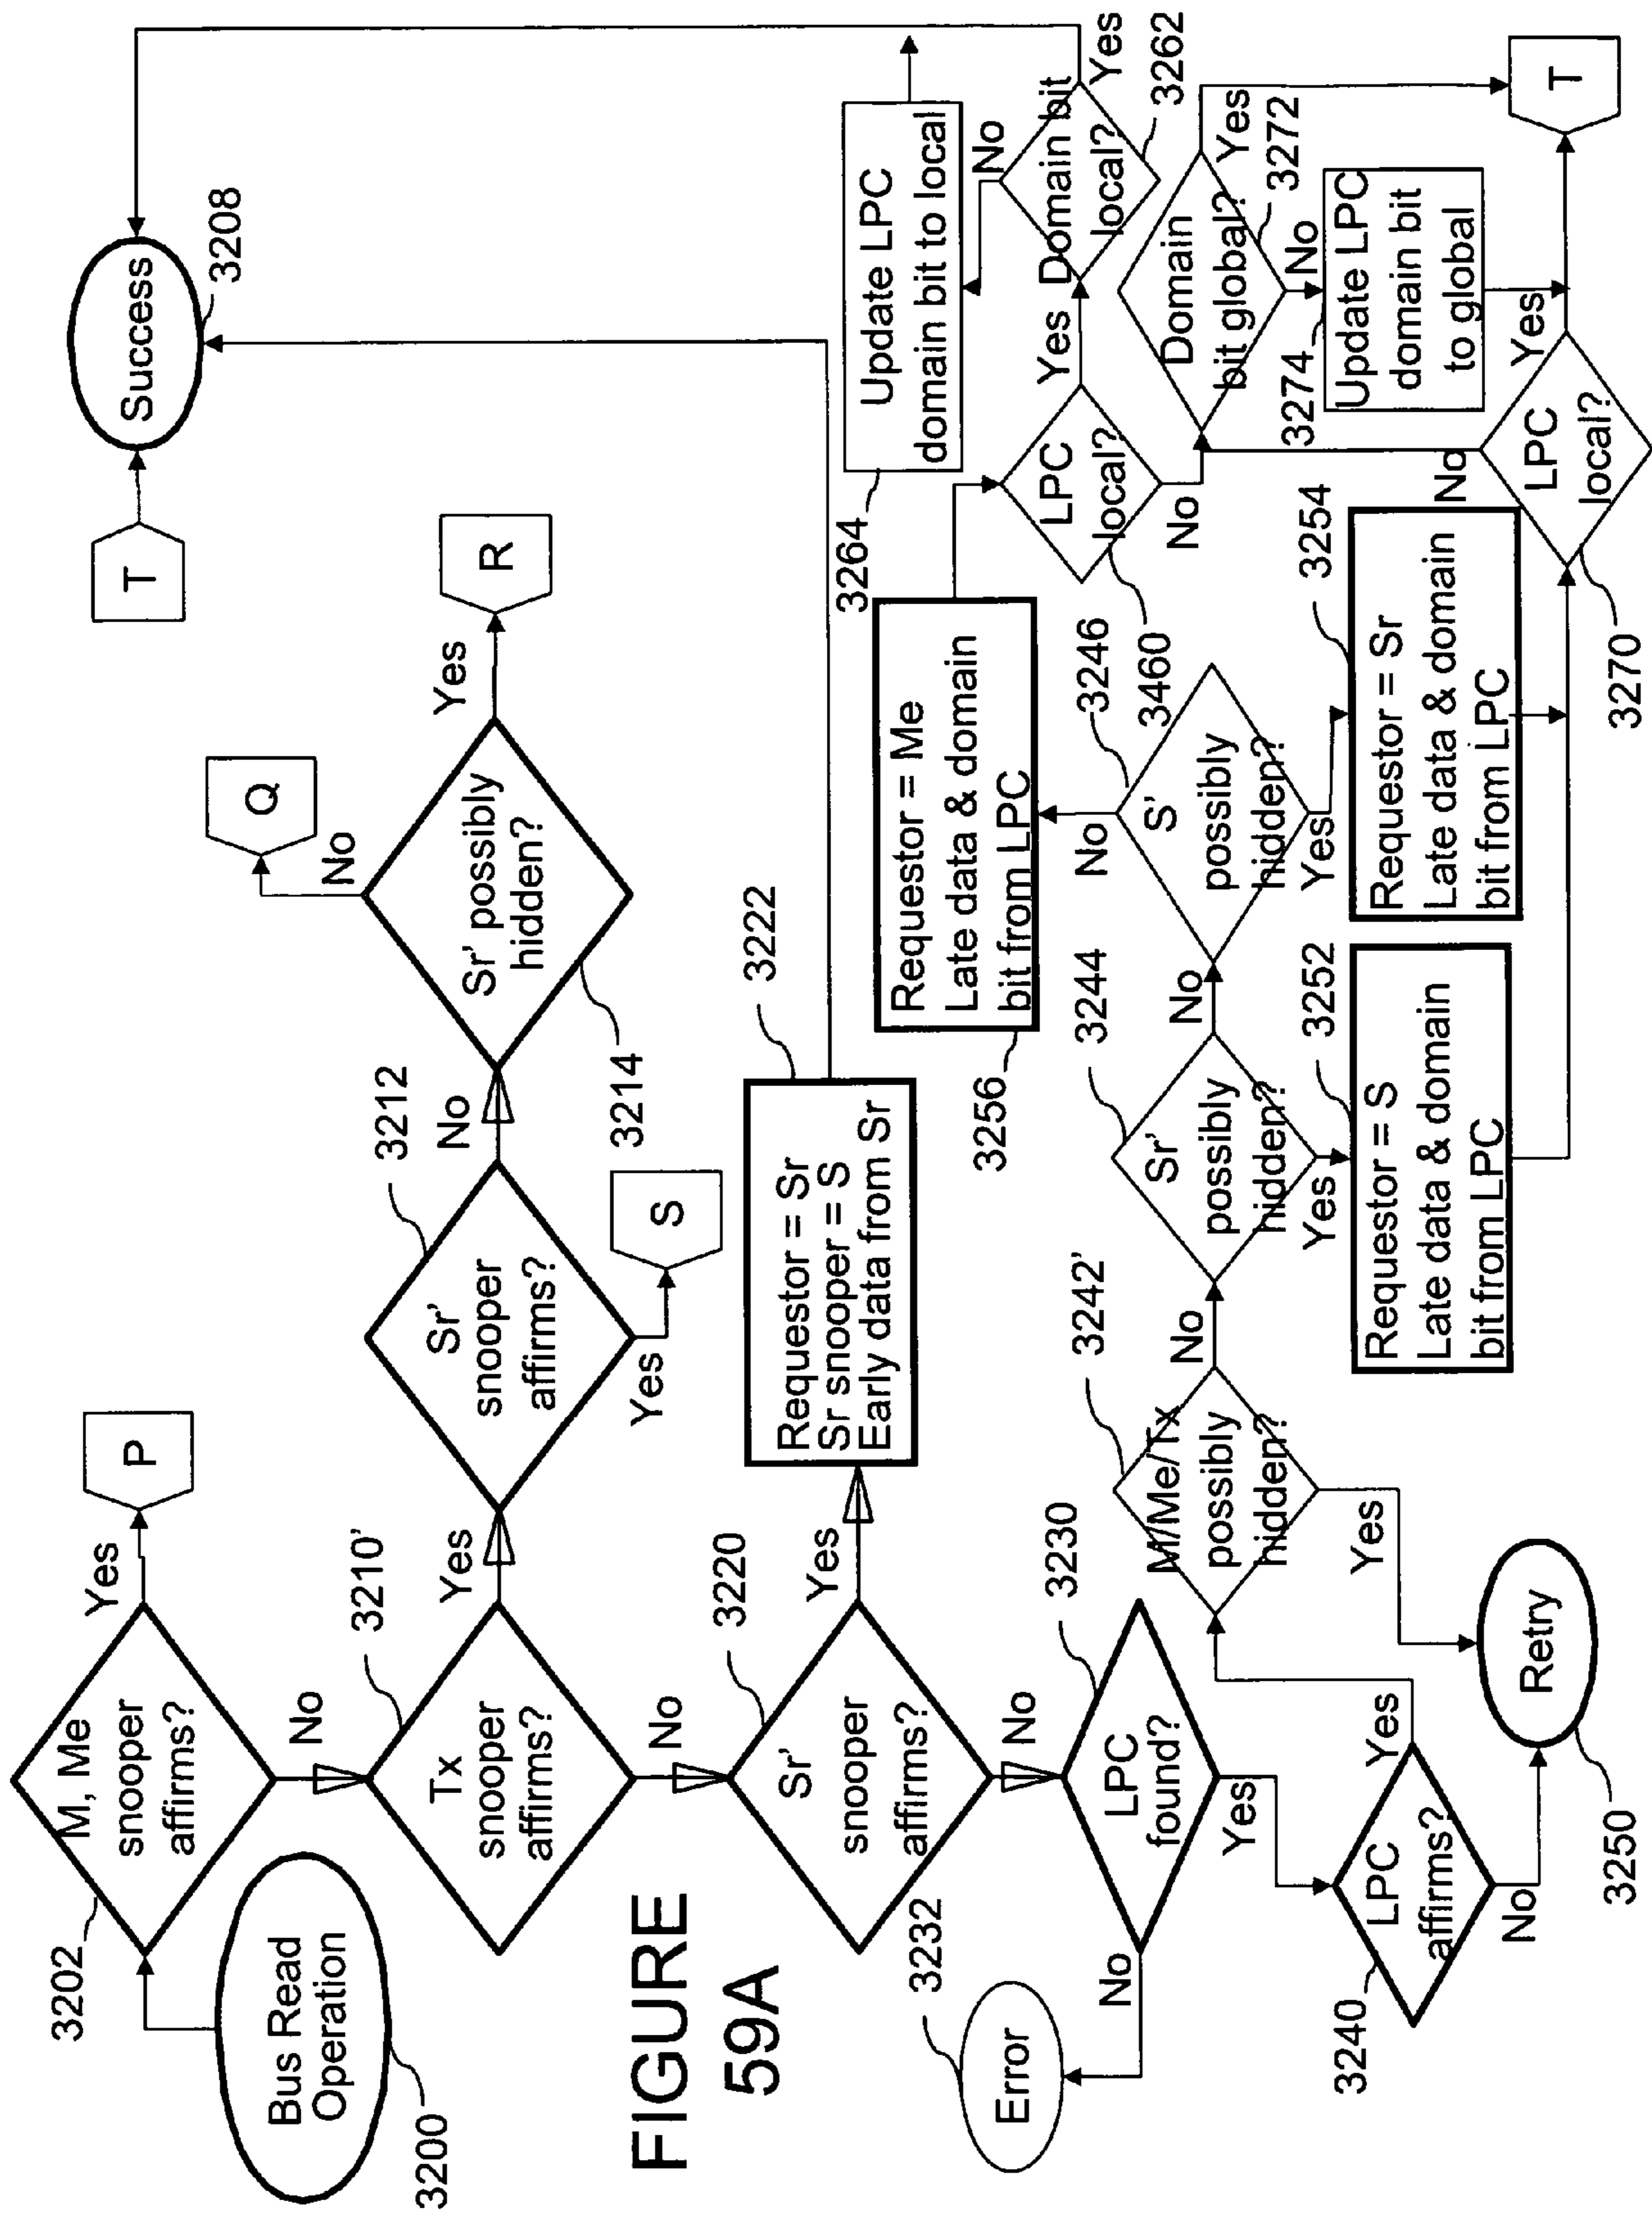 3200
Bus Read
Operation
3202
M, Me
snooper
affirms?
Yes
P
No
3210'
Tx
snooper
affirms?
Yes
3212
Sr'
snooper
affirms?
Yes
S
No
3214
Sr' possibly
hidden?
No
Q
Yes
R
T
Success
3208
No
3220
Sr'
snooper
affirms?
Yes
3222
Requestor = Sr
Sr snooper = S
Early data from Sr
No
3230
LPC
found?
No
3232
Error
Yes
3240
LPC
affirms?
No
Retry
3250
Yes
3242'
M/Me/Tx
possibly
hidden?
Yes
No
3244
Sr'
possibly
hidden?
Yes
3252
Requestor = S
Late data & domain
bit from LPC
No
3246
S'
possibly
hidden?
Yes
3254
Requestor = Sr
Late data & domain
bit from LPC
No
3256
Requestor = Me
Late data & domain
bit from LPC
3460
LPC
local?
Yes
No
Domain bit
local?
3262
Yes
No
3264
Update LPC
domain bit to local
Domain
bit global?
3272
Yes
No
3274
Update LPC
domain bit
to global
3270
LPC
local?
No
Yes
T
FIGURE
59A